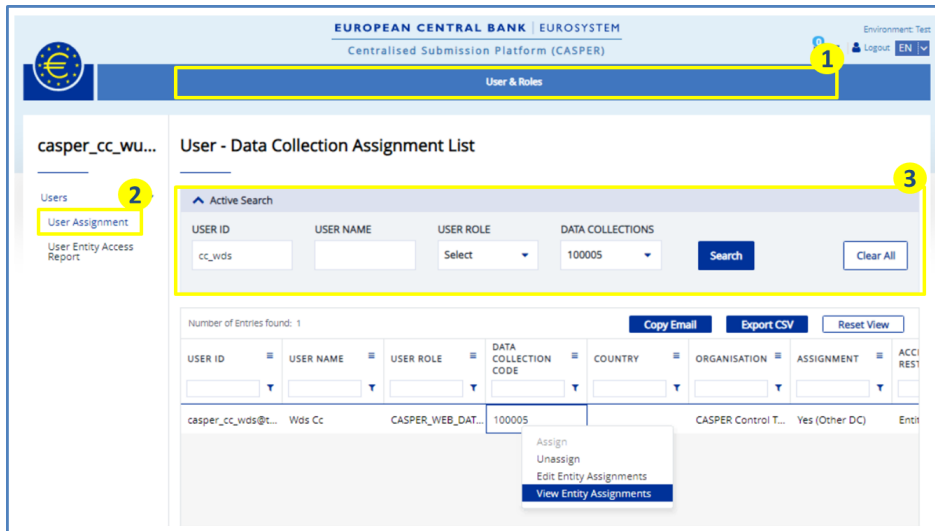 EUROPEAN CENTRAL BANK | EUROSYSTEM
Centralised Submission Platform (CASPER)
Environment: Test
0
Logout EN
1
User & Roles
casper_cc_wu...
User - Data Collection Assignment List
Users
2
User Assignment
User Entity Access
Report
3
Active Search
USER ID USER NAME USER ROLE DATA COLLECTIONS
cc_wds Select 100005 Search Clear All
Number of Entries found: 1 Copy Email Export CSV Reset View
USER ID USER NAME USER ROLE DATA COLLECTION CODE COUNTRY ORGANISATION ASSIGNMENT ACCE REST
casper_cc_wds@t... Wds Cc CASPER_WEB_DAT... 100005 CASPER Control T... Yes (Other DC) Entit
Assign
Unassign
Edit Entity Assignments
View Entity Assignments